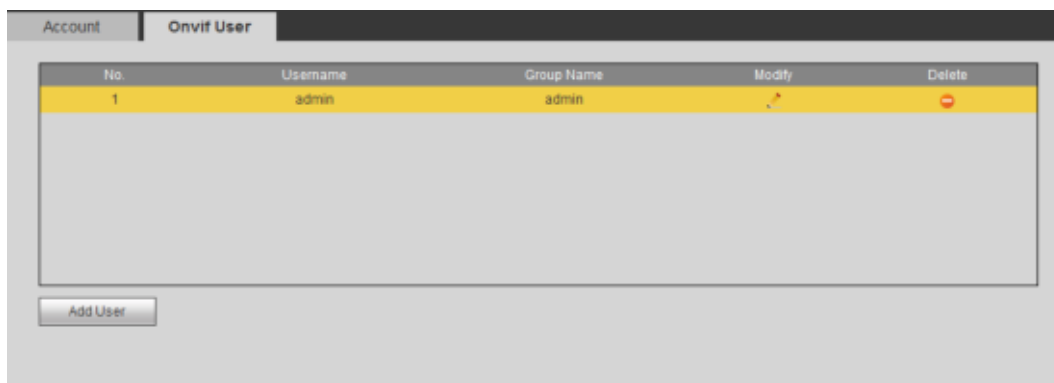 Account Onvif User
No. Username Group Name Modify Delete
1 admin admin
Add User